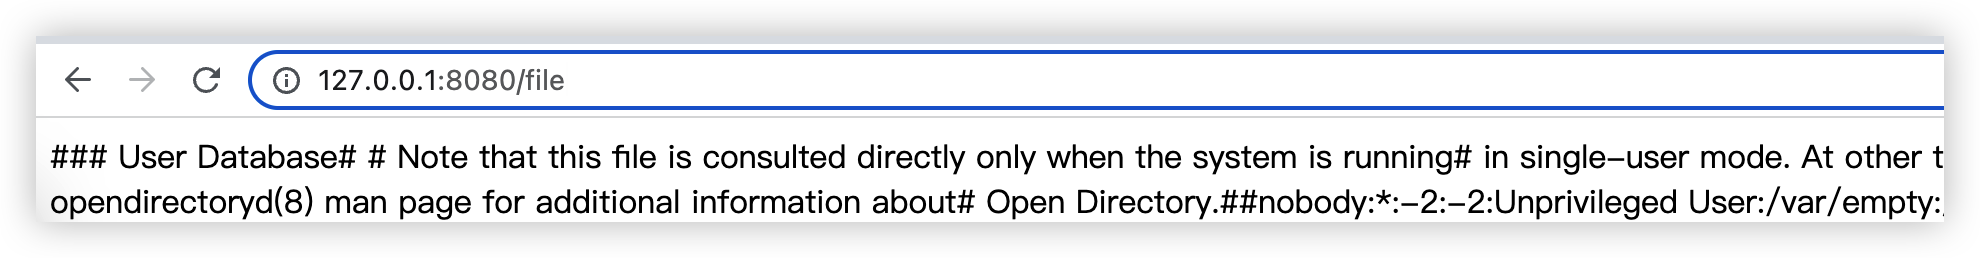 127.0.0.1:8080/file
### User Database# # Note that this file is consulted directly only when the system is running# in single-user mode. At other t
opendirectoryd(8) man page for additional information about# Open Directory.##nobody:*:-2:-2:Unprivileged User:/var/empty: